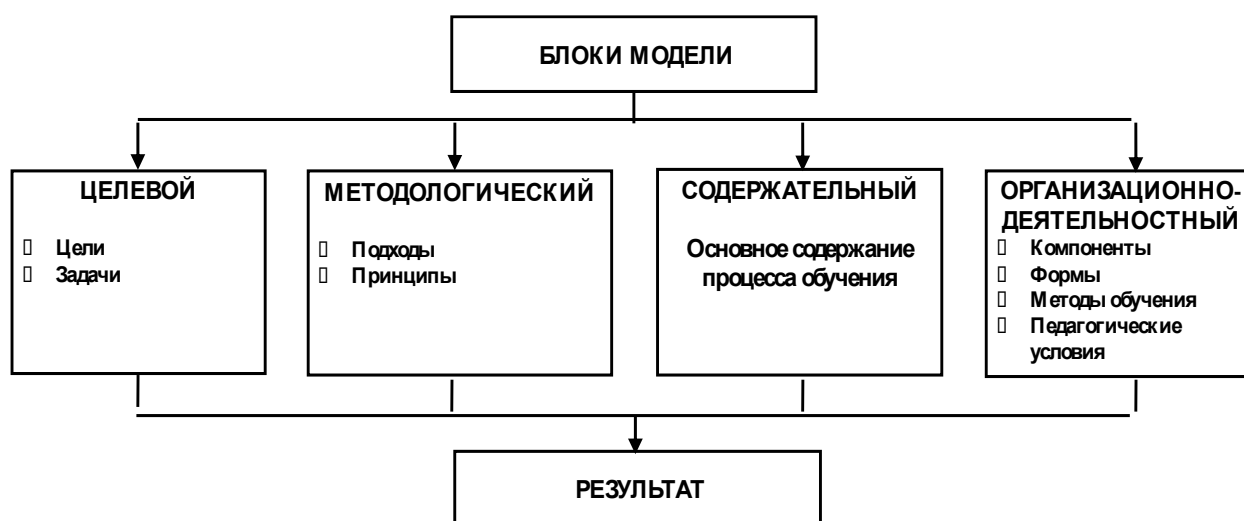 БЛОКИ МОДЕЛИ
ЦЕЛЕВОЙ
Цели
Задачи
МЕТОДОЛОГИЧЕСКИЙ
Подходы
Принципы
СОДЕРЖАТЕЛЬНЫЙ
Основное содержание
процесса обучения
ОРГАНИЗАЦИОННО-
ДЕЯТЕЛЬНОСТНЫЙ
Компоненты
Формы
Методы обучения
Педагогические
условия
РЕЗУЛЬТАТ